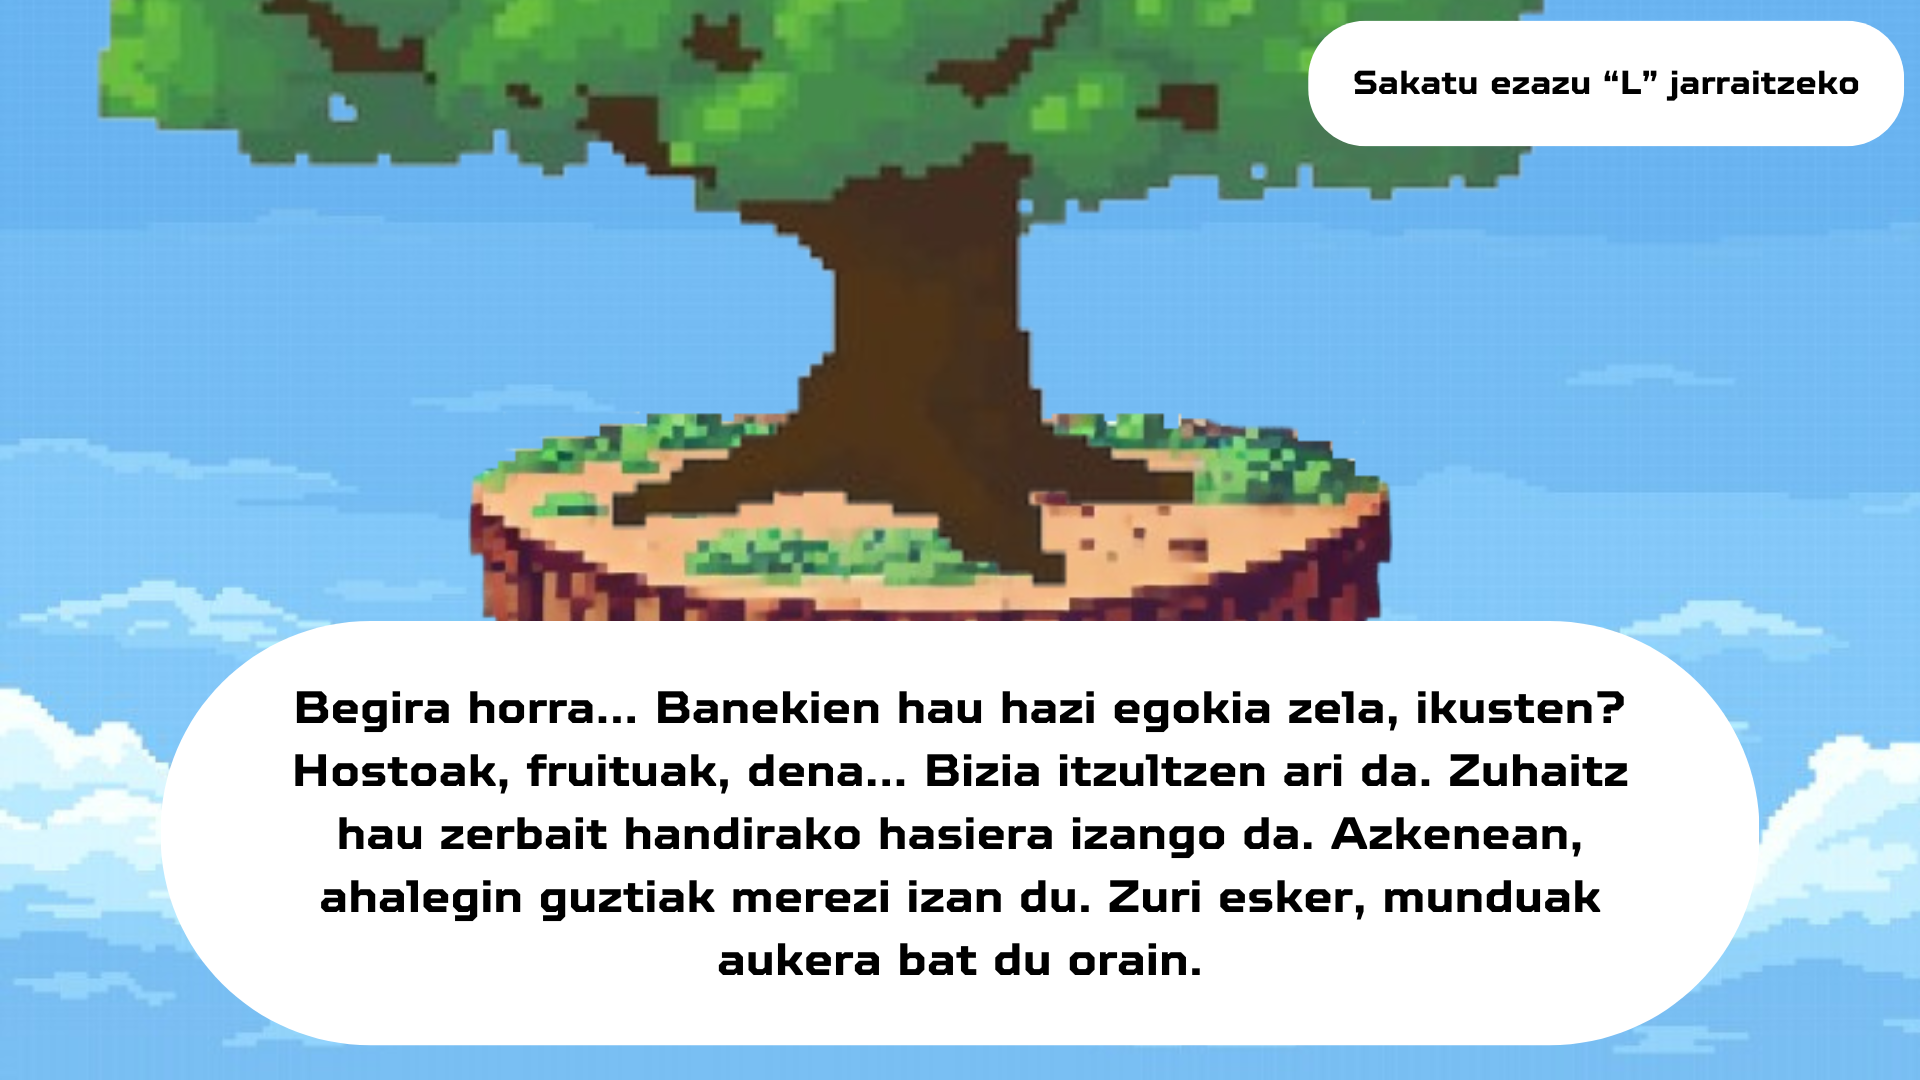 Sakatu ezazu “L” jarraitzeko
Begira horra... Banekien hau hazi egokia zela, ikusten?
Hostoak, fruituak, dena... Bizia itzultzen ari da. Zuhaitz
hau zerbait handirako hasiera izango da. Azkenean,
ahalegin guztiak merezi izan du. Zuri esker, munduak
aukera bat du orain.